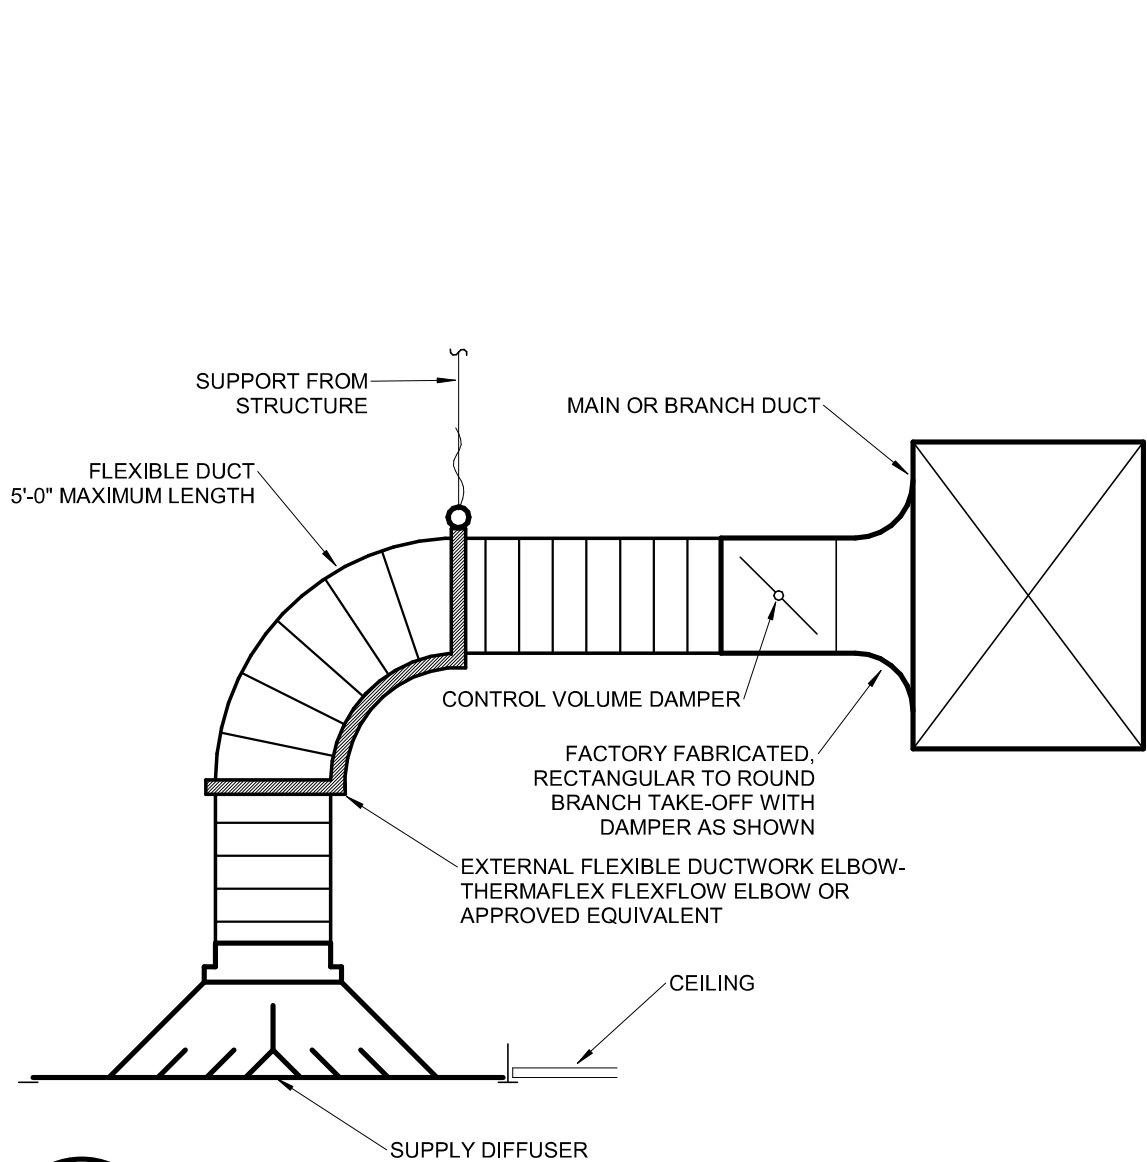 SUPPORT FROM
STRUCTURE
MAIN OR BRANCH DUCT
FLEXIBLE DUCT
5'-0" MAXIMUM LENGTH
CONTROL VOLUME DAMPER
FACTORY FABRICATED,
RECTANGULAR TO ROUND
BRANCH TAKE-OFF WITH
DAMPER AS SHOWN
EXTERNAL FLEXIBLE DUCTWORK ELBOW-
THERMAFLEX FLEXFLOW ELBOW OR
APPROVED EQUIVALENT
CEILING
SUPPLY DIFFUSER